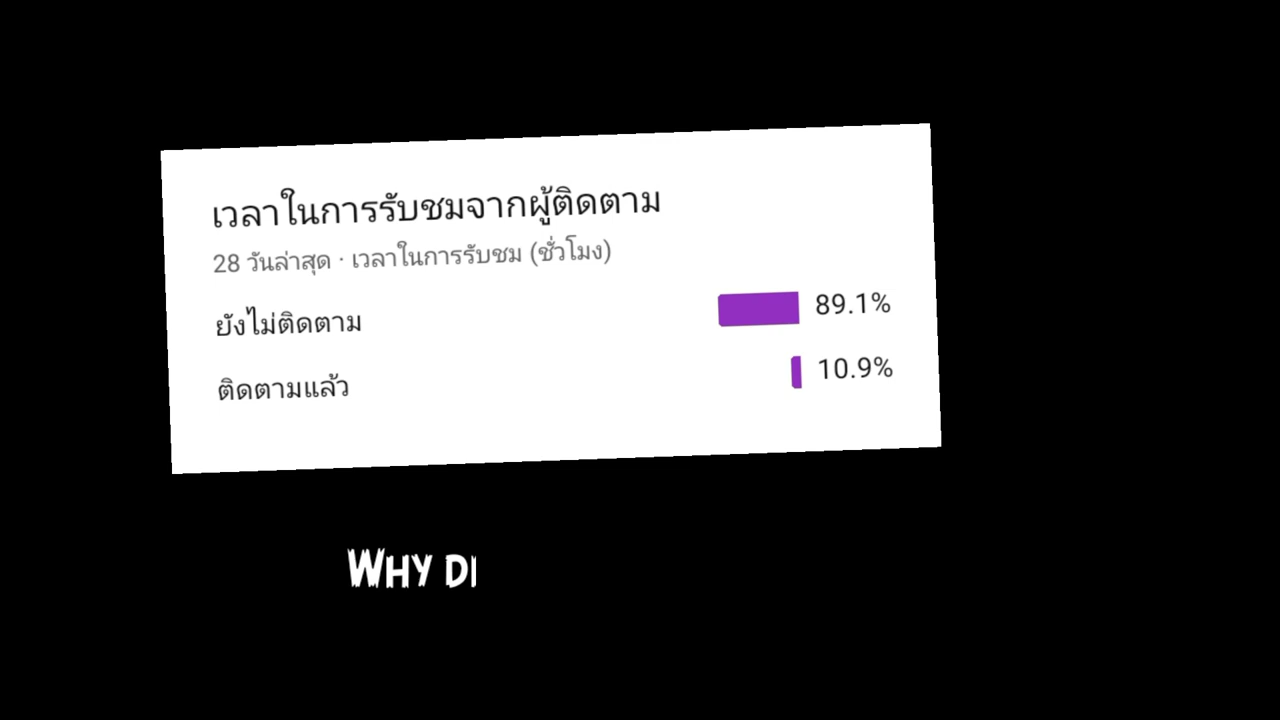 เวลาในการรับชมจากผู้ติดตาม
28 วันล่าสุด · เวลาในการรับชม (ชั่วโมง)
ยังไม่ติดตาม 89.1%
ติดตามแล้ว 10.9%
WHY DI